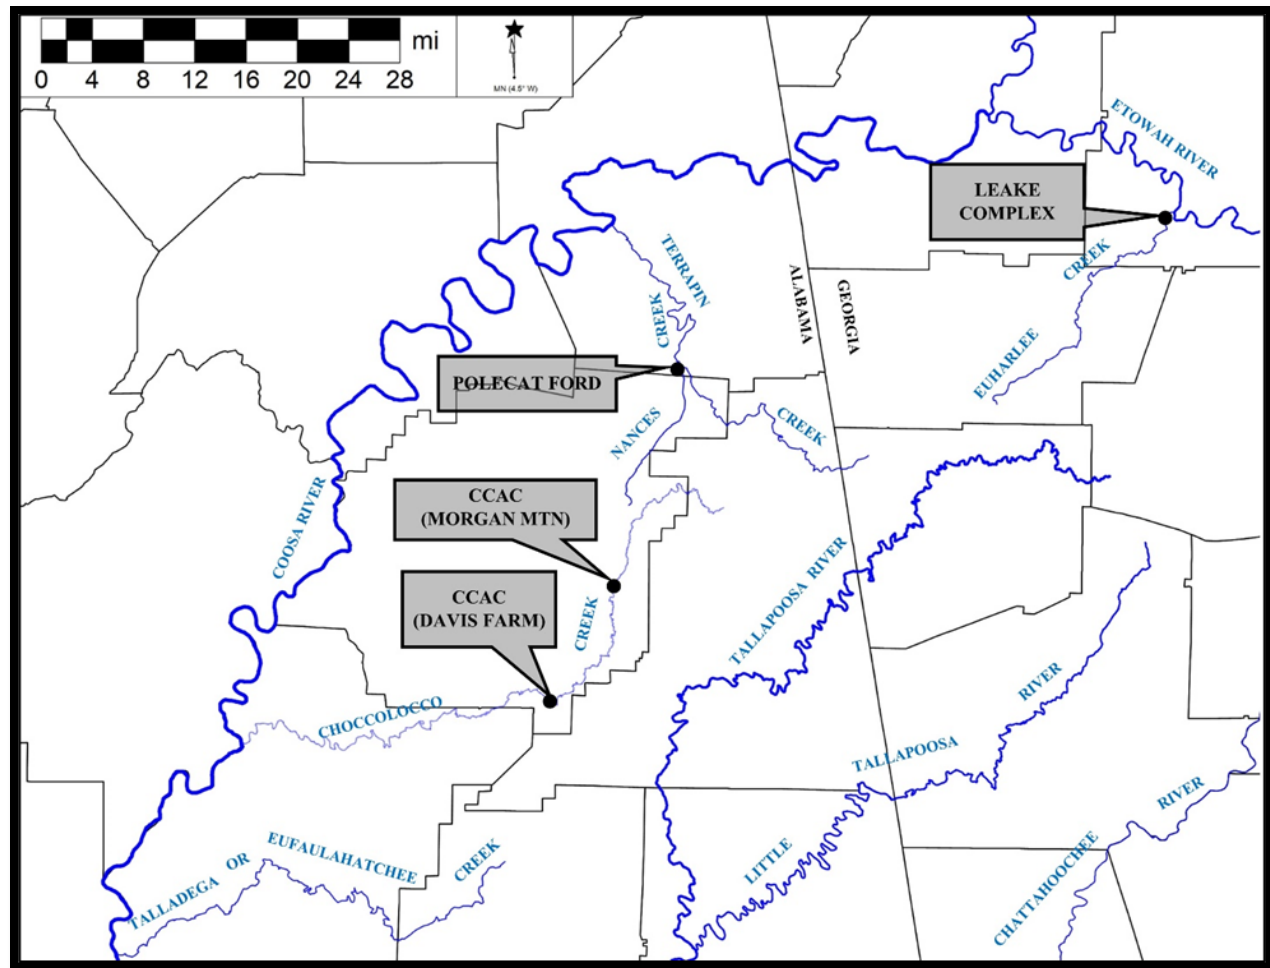 mi
0 4 8 12 16 20 24 28
MN (4.5° W)
ETOWAH RIVER
LEAKE
COMPLEX
TERRAPIN
CREEK
CREEK
EUHARLEE
ALABAMA
GEORGIA
POLECAT FORD
NANCES
CREEK
CCAC
(MORGAN MTN)
COOSA RIVER
CCAC
(DAVIS FARM)
CREEK
CHOCCOLOCCO
TALLAPOOSA RIVER
RIVER
TALLAPOOSA
LITTLE
RIVER
CHATTAHOOCHEE
TALLADEGA OR EUFAULAHATCHEE
CREEK